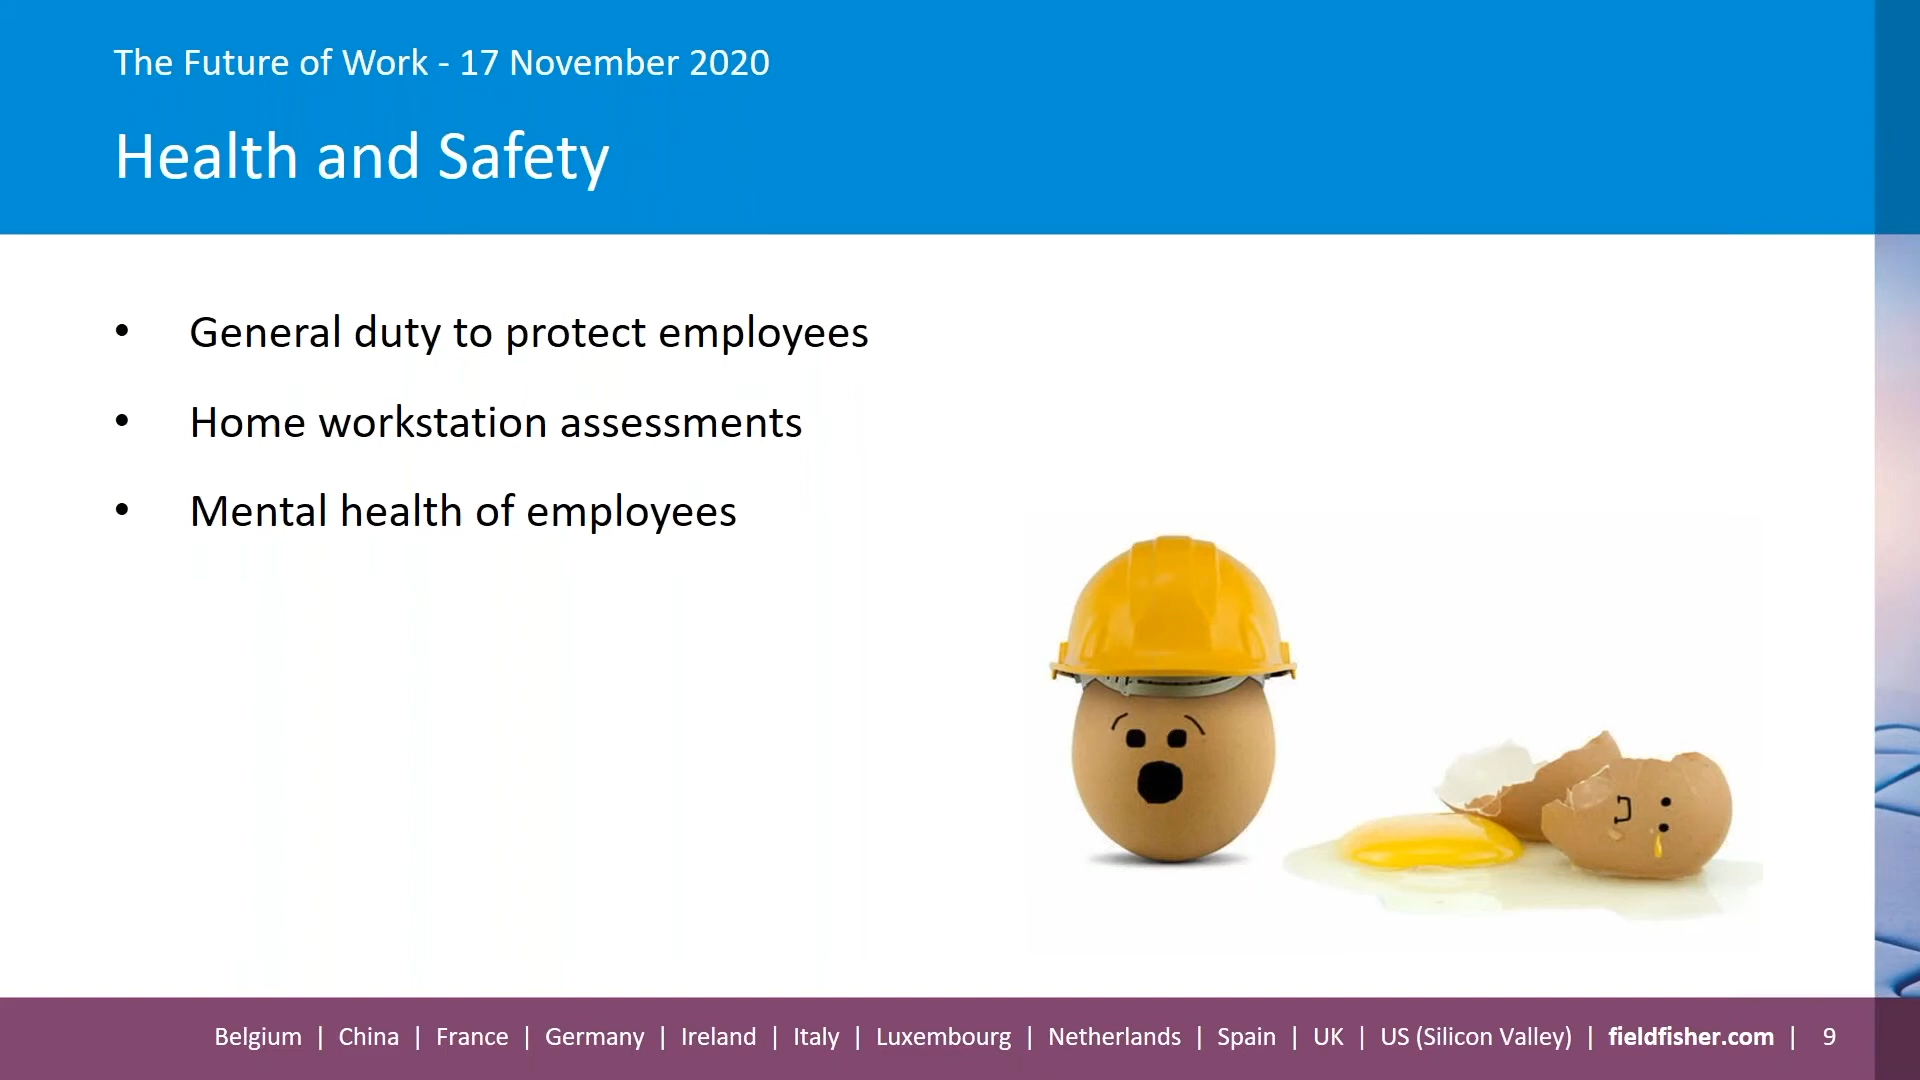 The Future of Work - 17 November 2020
Health and Safety
• General duty to protect employees
• Home workstation assessments
• Mental health of employees
Belgium | China | France | Germany | Ireland | Italy | Luxembourg | Netherlands | Spain | UK | US (Silicon Valley) | fieldfisher.com | 9